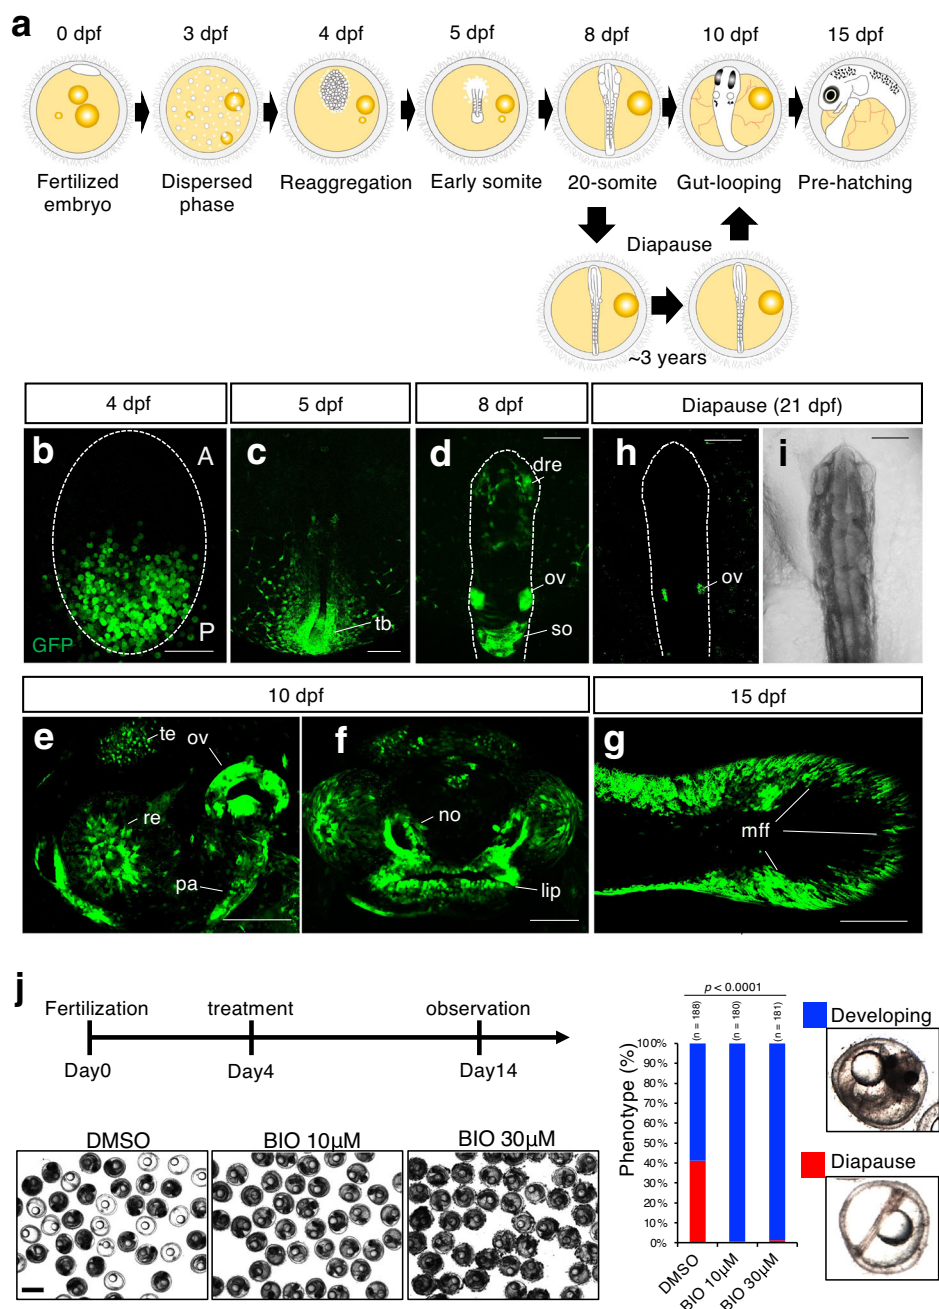 a
0 dpf 3 dpf 4 dpf 5 dpf 8 dpf 10 dpf 15 dpf
Fertilized embryo
Dispersed phase
Reaggregation
Early somite
20-somite
Gut-looping
Pre-hatching
Diapause
~3 years
4 dpf 5 dpf 8 dpf Diapause (21 dpf)
b
A
P
GFP
c
tb
d
dre
ov
so
h
ov
i
10 dpf 15 dpf
e
te
ov
re
pa
f
no
lip
g
mff
j
Fertilization treatment observation
Day0 Day4 Day14
DMSO BIO 10µM BIO 30µM
p < 0.0001
(n = 188) (n = 180) (n = 181)
Phenotype (%)
100%
90%
80%
70%
60%
50%
40%
30%
20%
10%
0%
DMSO BIO 10µM BIO 30µM
Developing
Diapause